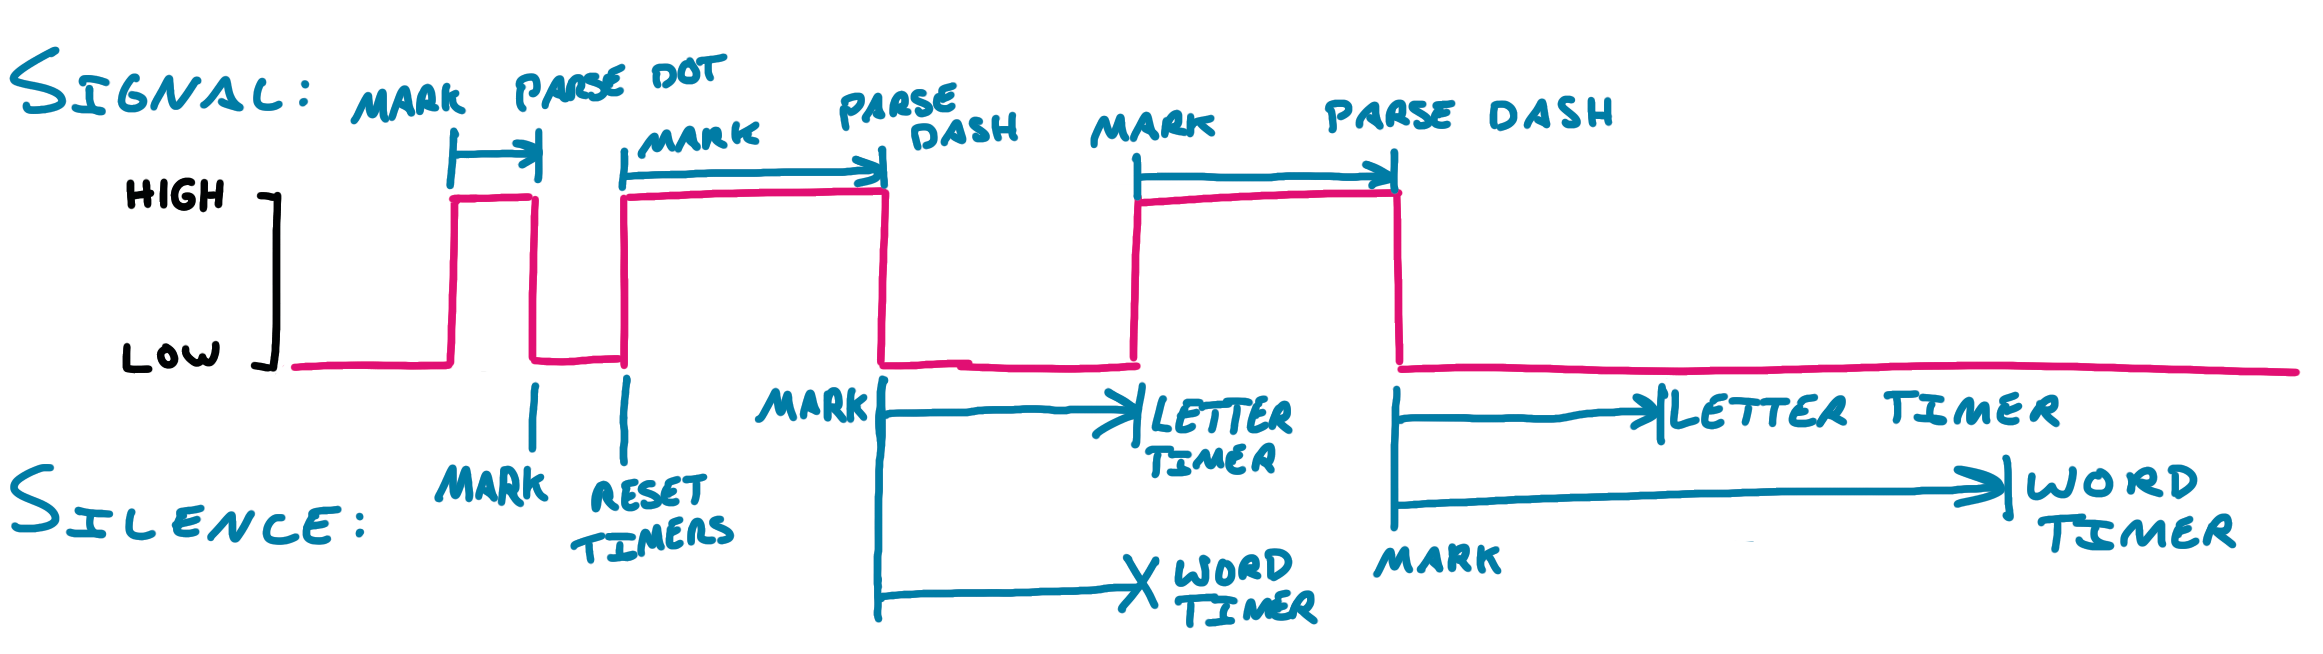 SIGNAL:
MARK
PARSE DOT
MARK
PARSE
DASH
MARK
PARSE DASH
HIGH
LOW
SILENCE:
MARK
RESET
TIMERS
MARK
LETTER
TIMER
WORD
TIMER
MARK
LETTER TIMER
WORD
TIMER